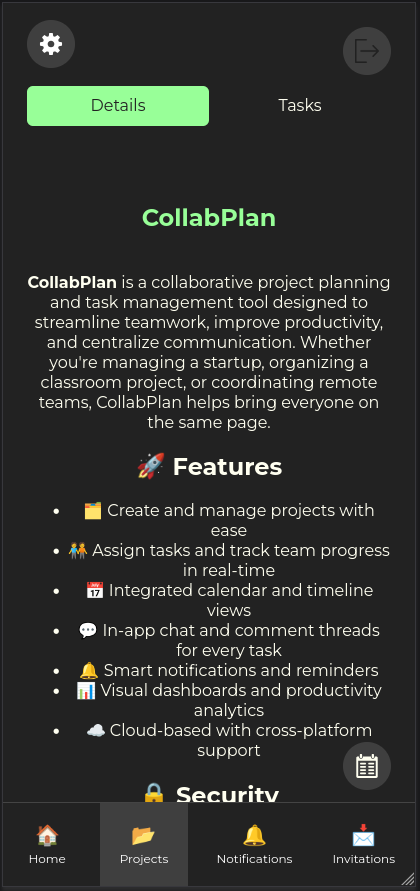 Details Tasks
CollabPlan
CollabPlan is a collaborative project planning
and task management tool designed to
streamline teamwork, improve productivity,
and centralize communication. Whether
you're managing a startup, organizing a
classroom project, or coordinating remote
teams, CollabPlan helps bring everyone on
the same page.
🚀 Features
• 🗂️ Create and manage projects with
ease
• 🧑‍🤝‍🧑 Assign tasks and track team progress
in real-time
• 📅 Integrated calendar and timeline
views
• 💬 In-app chat and comment threads
for every task
• 🔔 Smart notifications and reminders
• 📊 Visual dashboards and productivity
analytics
• ☁️ Cloud-based with cross-platform
support
🔒 Security
Home Projects Notifications Invitations